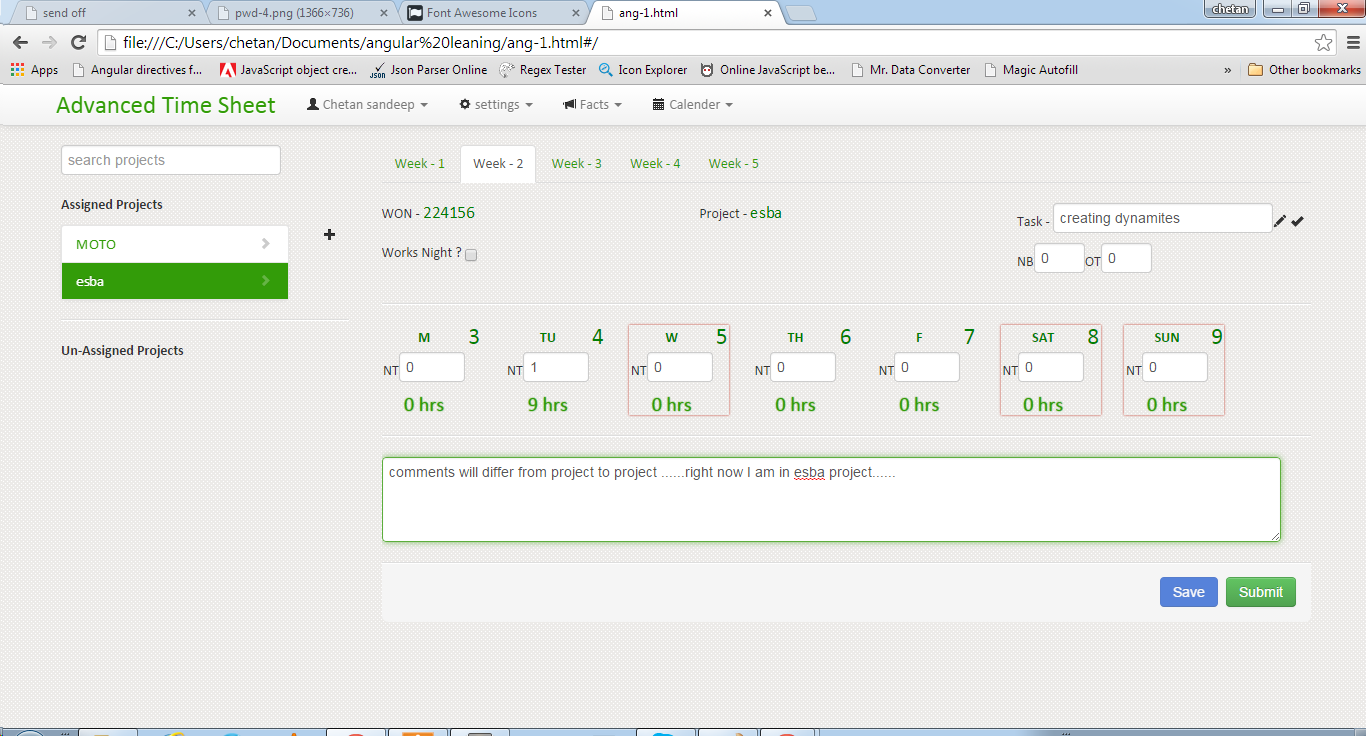 send off
pwd-4.png (1366×736)
Font Awesome Icons
ang-1.html
chetan
file:///C:/Users/chetan/Documents/angular%20leaning/ang-1.html#/
Apps
Angular directives f...
JavaScript object cre...
Json Parser Online
Regex Tester
Icon Explorer
Online JavaScript be...
Mr. Data Converter
Magic Autofill
»
Other bookmarks
Advanced Time Sheet
Chetan sandeep
settings
Facts
Calender
search projects
Assigned Projects
MOTO
esba
Un-Assigned Projects
Week - 1
Week - 2
Week - 3
Week - 4
Week - 5
WON - 224156
Project - esba
Task - creating dynamites
Works Night ?
NB 0 OT 0
M 3
TU 4
W 5
TH 6
F 7
SAT 8
SUN 9
NT 0
NT 1
NT 0
NT 0
NT 0
NT 0
NT 0
0 hrs
9 hrs
0 hrs
0 hrs
0 hrs
0 hrs
0 hrs
comments will differ from project to project ......right now I am in esba project......
Save
Submit